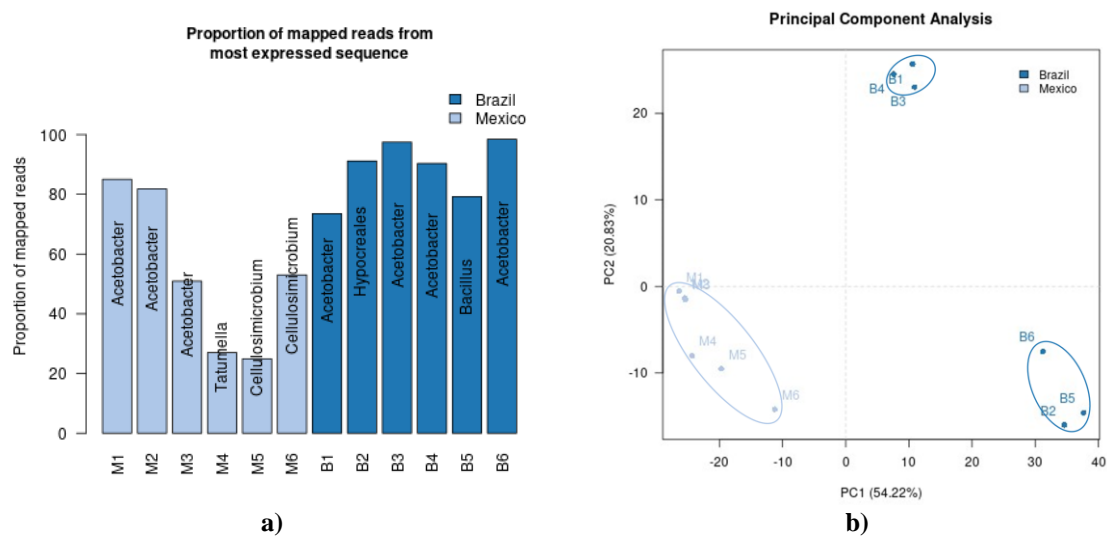 Proportion of mapped reads from
most expressed sequence
Brazil
Mexico
Proportion of mapped reads
100
80
60
40
20
0
Acetobacter
Acetobacter
Acetobacter
Tatumella
Cellulosimicrobium
Cellulosimicrobium
Acetobacter
Hypocreales
Acetobacter
Acetobacter
Bacillus
Acetobacter
M1 M2 M3 M4 M5 M6 B1 B2 B3 B4 B5 B6
a)
Principal Component Analysis
Brazil
Mexico
PC2 (20.83%)
20
10
0
-10
B1
B4
B3
M1
M3
M4
M5
M6
B6
B5
B2
-20 -10 0 10 20 30 40
PC1 (54.22%)
b)